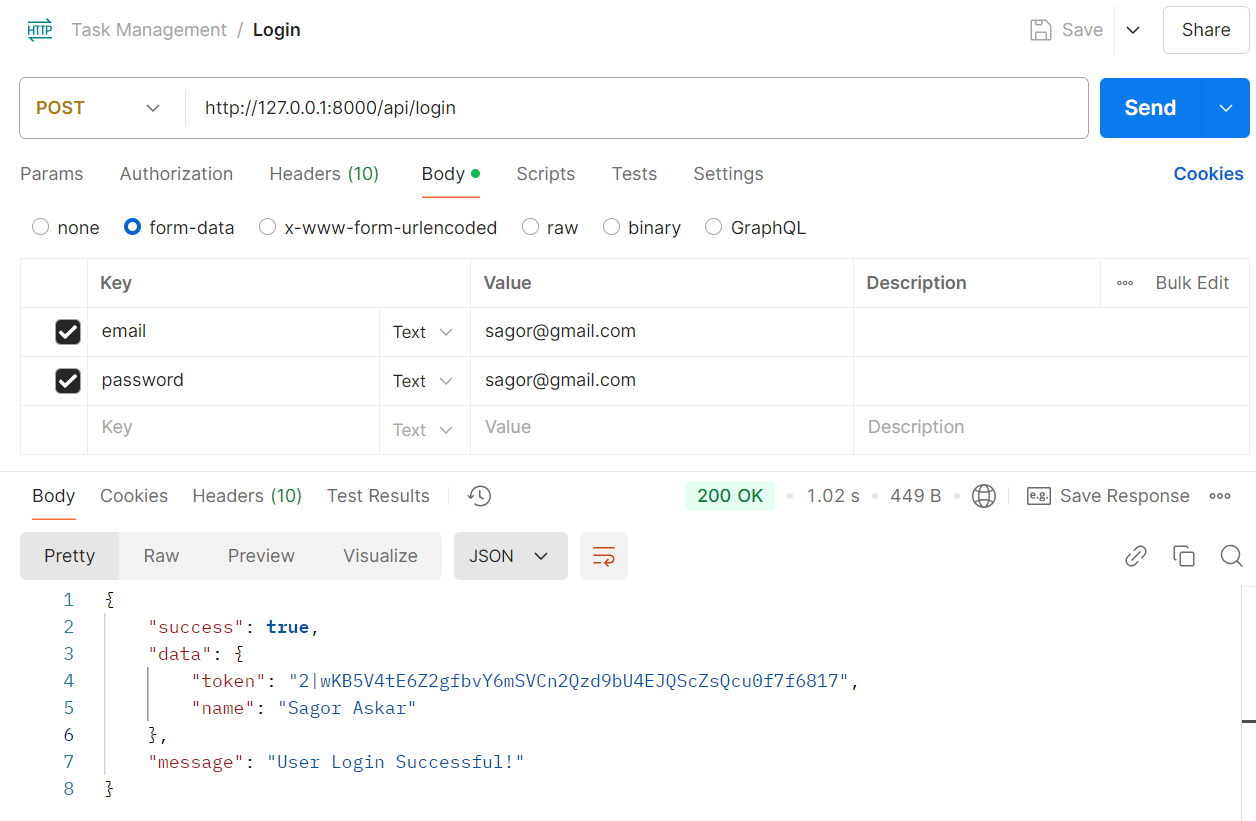 HTTP Task Management / Login Save Share
POST http://127.0.0.1:8000/api/login Send
Params Authorization Headers (10) Body Scripts Tests Settings Cookies
none form-data x-www-form-urlencoded raw binary GraphQL
Key Value Description Bulk Edit
email Text sagor@gmail.com
password Text sagor@gmail.com
Key Text Value Description
Body Cookies Headers (10) Test Results 200 OK 1.02 s 449 B e.g. Save Response
Pretty Raw Preview Visualize JSON
1 {
2 "success": true,
3 "data": {
4 "token": "2|wKB5V4tE6Z2gfbvY6mSVCn2Qzd9bU4EJQScZsQcu0f7f6817",
5 "name": "Sagor Askar"
6 },
7 "message": "User Login Successful!"
8 }